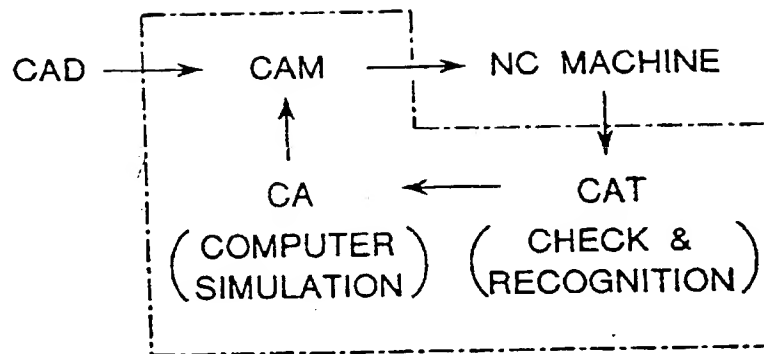 CAD
CAM
NC MACHINE
CA
CAT
(COMPUTER SIMULATION)
(CHECK & RECOGNITION)